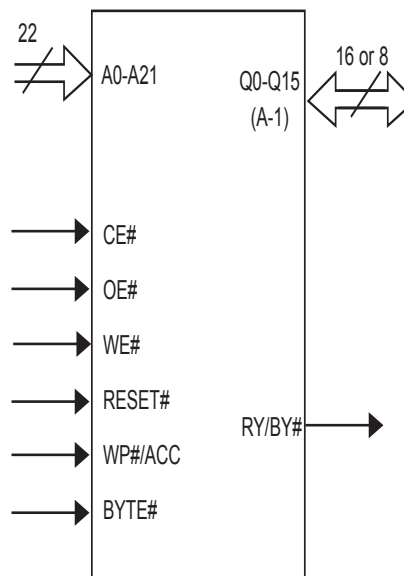 22
16 or 8
A0-A21
Q0-Q15
(A-1)
CE#
OE#
WE#
RESET#
RY/BY#
WP#/ACC
BYTE#